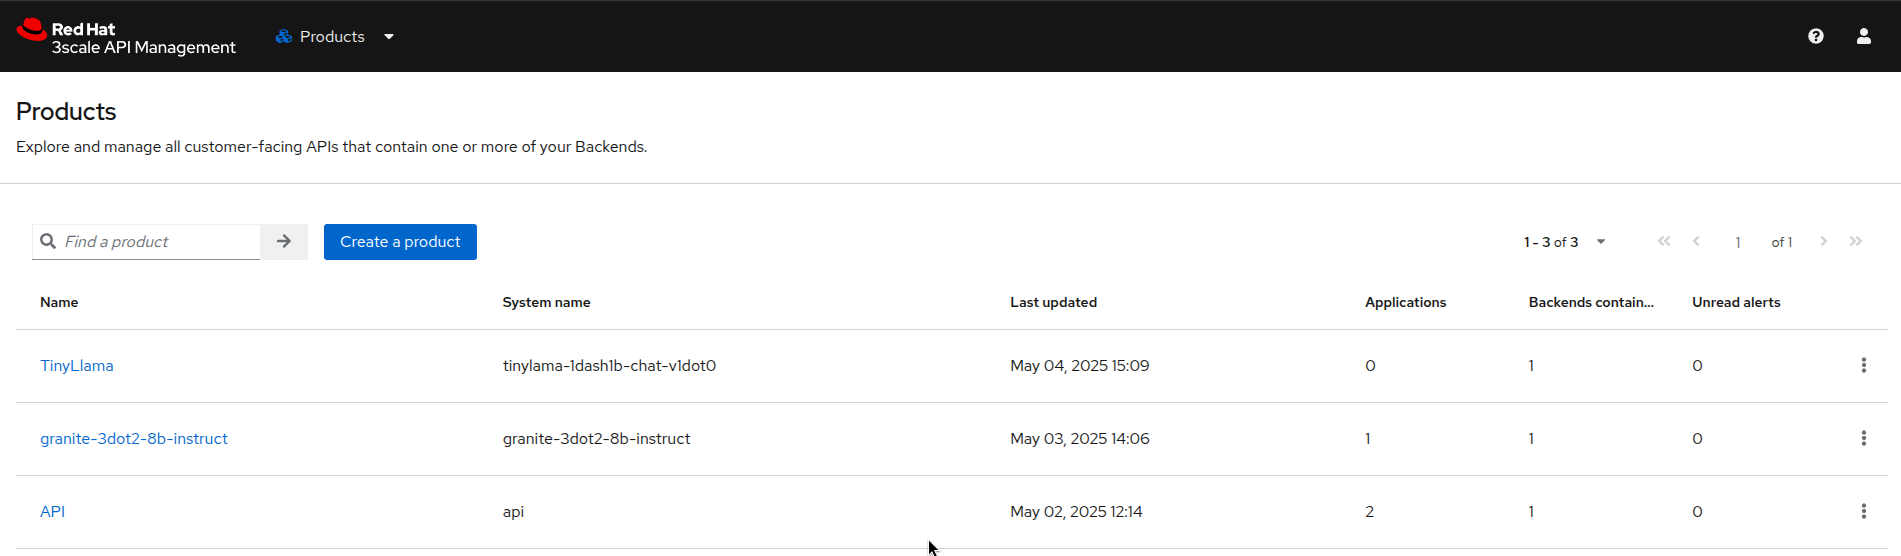 Red Hat
3scale API Management
Products
Products
Explore and manage all customer-facing APIs that contain one or more of your Backends.
Find a product
Create a product
1 - 3 of 3
1 of 1
Name System name Last updated Applications Backends contain... Unread alerts
TinyLlama tinylama-1dash1b-chat-v1dot0 May 04, 2025 15:09 0 1 0
granite-3dot2-8b-instruct granite-3dot2-8b-instruct May 03, 2025 14:06 1 1 0
API api May 02, 2025 12:14 2 1 0